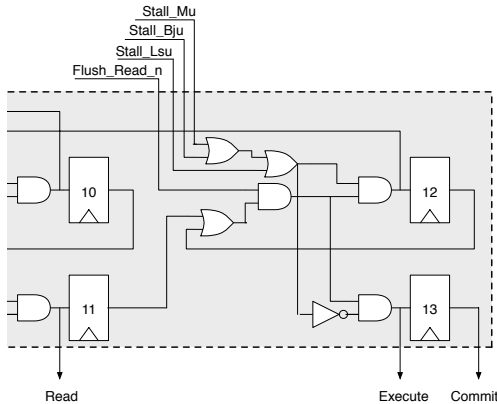 Stall_Mu
Stall_Bju
Stall_Lsu
Flush_Read_n
10
12
11
13
Read
Execute
Commit